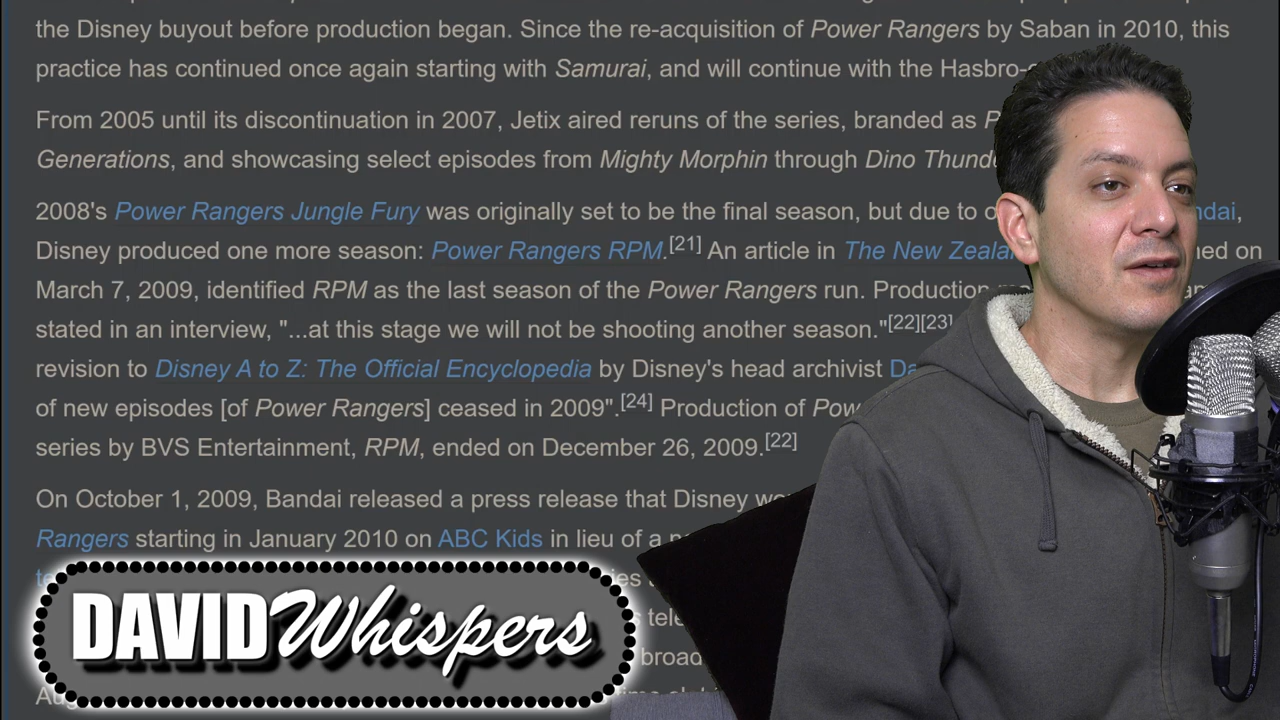 the Disney buyout before production began. Since the re-acquisition of Power Rangers by Saban in 2010, this
practice has continued once again starting with Samurai, and will continue with the Hasbro-
From 2005 until its discontinuation in 2007, Jetix aired reruns of the series, branded as
Generations, and showcasing select episodes from Mighty Morphin through Dino
2008's Power Rangers Jungle Fury was originally set to be the final season, but due to
Disney produced one more season: Power Rangers RPM.[21] An article in The New on
March 7, 2009, identified RPM as the last season of the Power Rangers run. Production
stated in an interview, "...at this stage we will not be shooting another season."[22][23]
revision to Disney A to Z: The Official Encyclopedia by Disney's head archivist
of new episodes [of Power Rangers] ceased in 2009".[24] Production of
series by BVS Entertainment, RPM, ended on December 26, 2009.[22]
On October 1, 2009, Bandai released a press release that Disney
Rangers starting in January 2010 on ABC Kids in lieu of a
DAVID Whispers